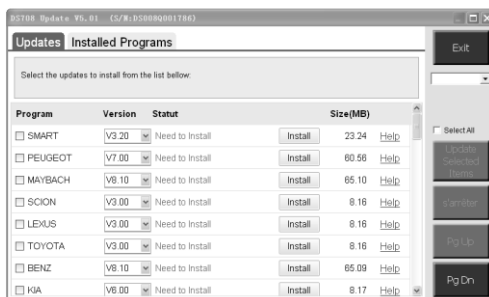 DS708 Update V5.01 (S/N:DS008Q001786)
Updates Installed Programs
Exit
Select the updates to install from the list bellow:
Program Version Statut Size(MB)
SMART V3.20 Need to Install Install 23.24 Help
Select All
PEUGEOT V7.00 Need to Install Install 60.56 Help
Update
Selected
Items
MAYBACH V8.10 Need to Install Install 65.10 Help
SCION V3.00 Need to Install Install 8.16 Help
s'arrêter
LEXUS V3.00 Need to Install Install 8.16 Help
TOYOTA V3.00 Need to Install Install 8.16 Help
Pg Up
BENZ V8.10 Need to Install Install 65.09 Help
Pg Dn
KIA V6.00 Need to Install Install 8.17 Help